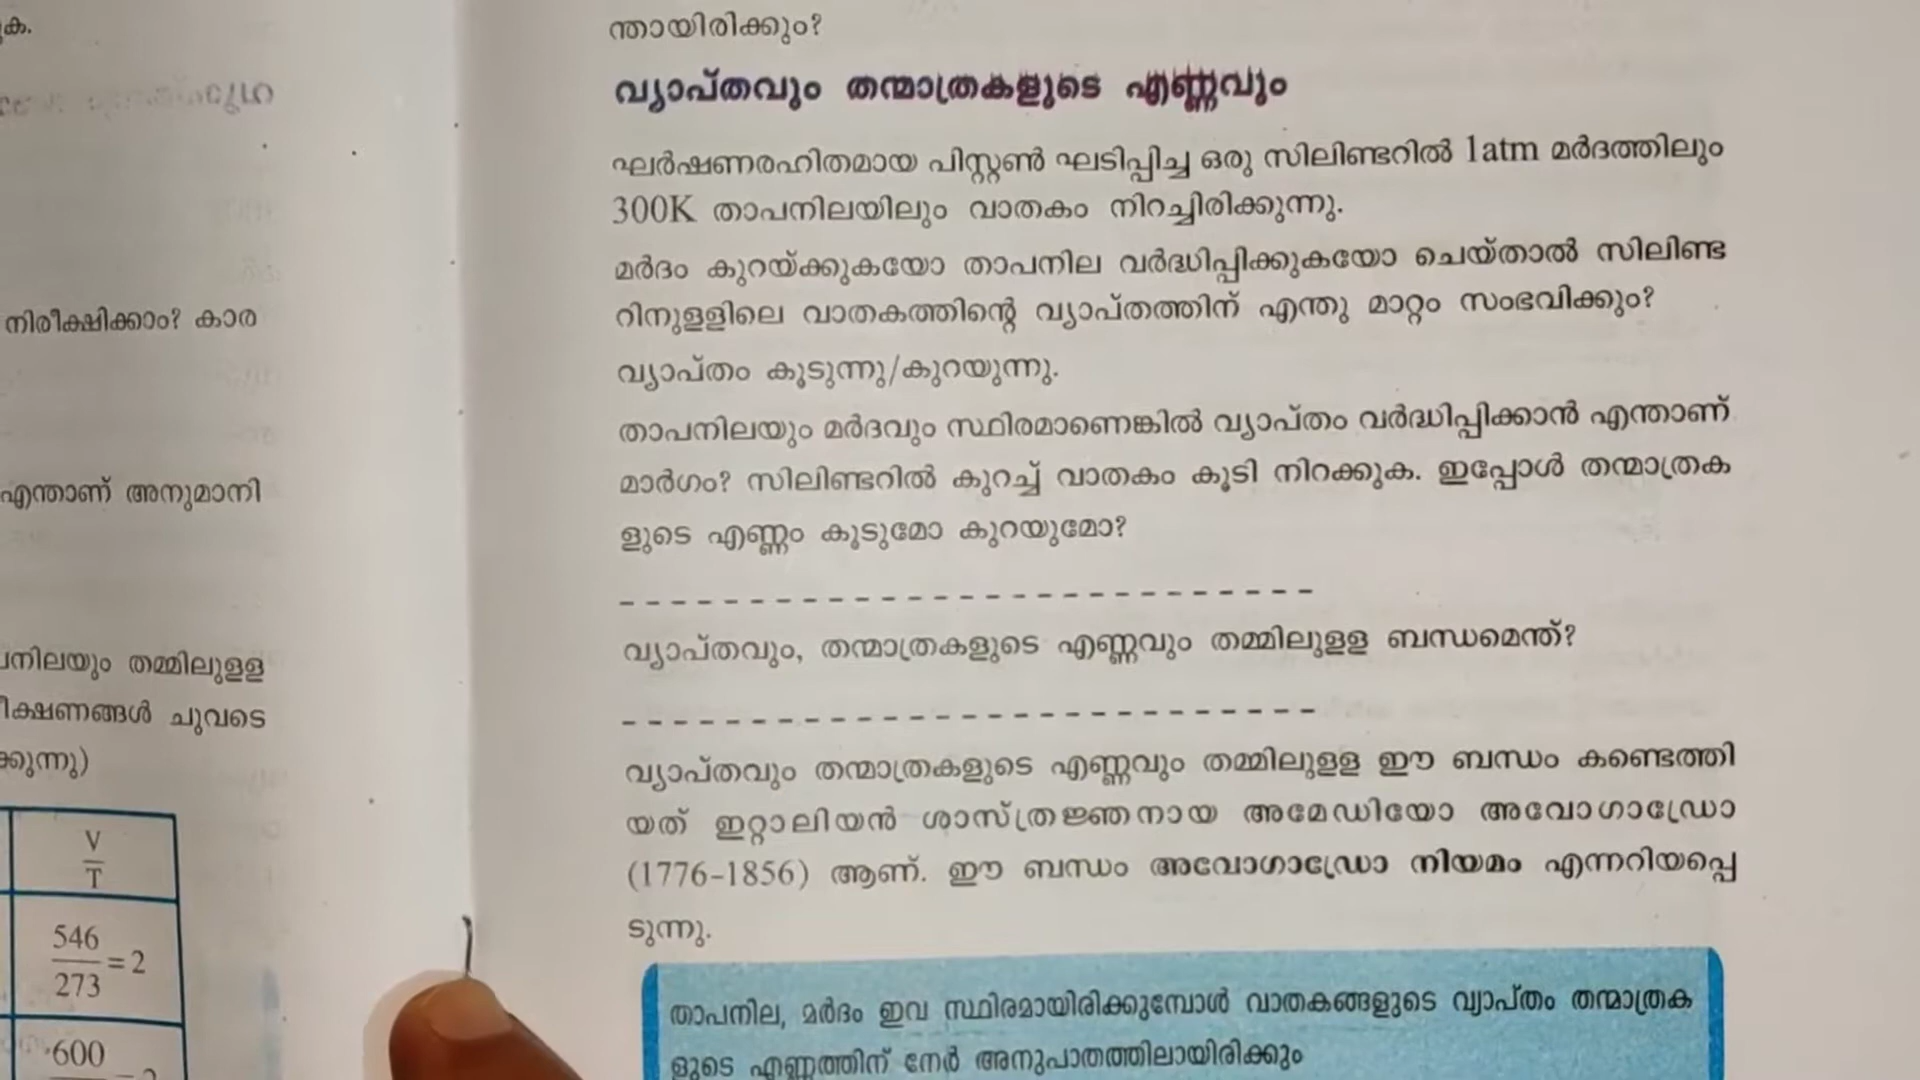 ക.
നിരീക്ഷിക്കാം? കാര
എന്താണ് അനുമാനി
പനിലയും തമ്മിലുളള
ീക്ഷണങ്ങൾ ചുവടെ
ക്കുന്നു)
V
T
546
273
= 2
600
ന്തായിരിക്കും?
വ്യാപ്തവും തന്മാത്രകളുടെ എണ്ണവും
ഘർഷണരഹിതമായ പിസ്റ്റൺ ഘടിപ്പിച്ച ഒരു സിലിണ്ടറിൽ 1atm മർദത്തിലും
300K താപനിലയിലും വാതകം നിറച്ചിരിക്കുന്നു.
മർദം കുറയ്ക്കുകയോ താപനില വർദ്ധിപ്പിക്കുകയോ ചെയ്താൽ സിലിണ്ട
റിനുളളിലെ വാതകത്തിന്റെ വ്യാപ്തത്തിന് എന്തു മാറ്റം സംഭവിക്കും?
വ്യാപ്തം കൂടുന്നു/കുറയുന്നു.
താപനിലയും മർദവും സ്ഥിരമാണെങ്കിൽ വ്യാപ്തം വർദ്ധിപ്പിക്കാൻ എന്താണ്
മാർഗം? സിലിണ്ടറിൽ കുറച്ച് വാതകം കൂടി നിറക്കുക. ഇപ്പോൾ തന്മാത്രക
ളുടെ എണ്ണം കൂടുമോ കുറയുമോ?
വ്യാപ്തവും, തന്മാത്രകളുടെ എണ്ണവും തമ്മിലുളള ബന്ധമെന്ത്?
വ്യാപ്തവും തന്മാത്രകളുടെ എണ്ണവും തമ്മിലുളള ഈ ബന്ധം കണ്ടെത്തി
യത് ഇറ്റാലിയൻ ശാസ്ത്രജ്ഞനായ അമേഡിയോ അവോഗാഡ്രോ
(1776-1856) ആണ്. ഈ ബന്ധം അവോഗാഡ്രോ നിയമം എന്നറിയപ്പെ
ടുന്നു.
താപനില, മർദം ഇവ സ്ഥിരമായിരിക്കുമ്പോൾ വാതകങ്ങളുടെ വ്യാപ്തം തന്മാത്രക
ളുടെ എണ്ണത്തിന് നേർ അനുപാതത്തിലായിരിക്കും